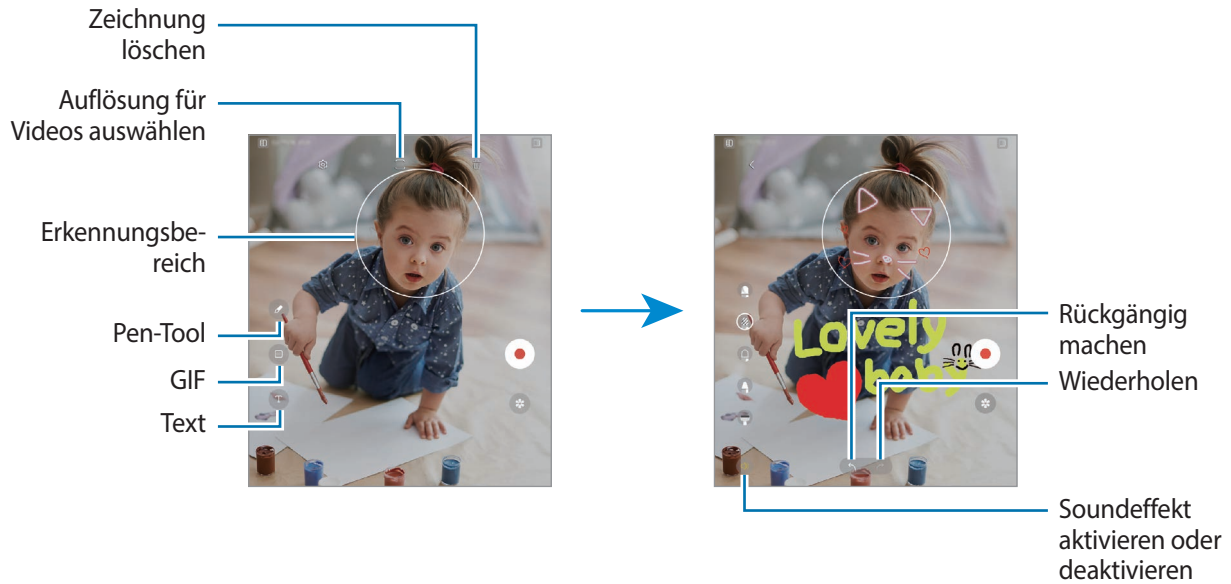 Zeichnung
löschen
Auflösung für
Videos auswählen
Erkennungsbe-
reich
Pen-Tool
GIF
Text
Lovely
baby
Rückgängig
machen
Wiederholen
Soundeffekt
aktivieren oder
deaktivieren